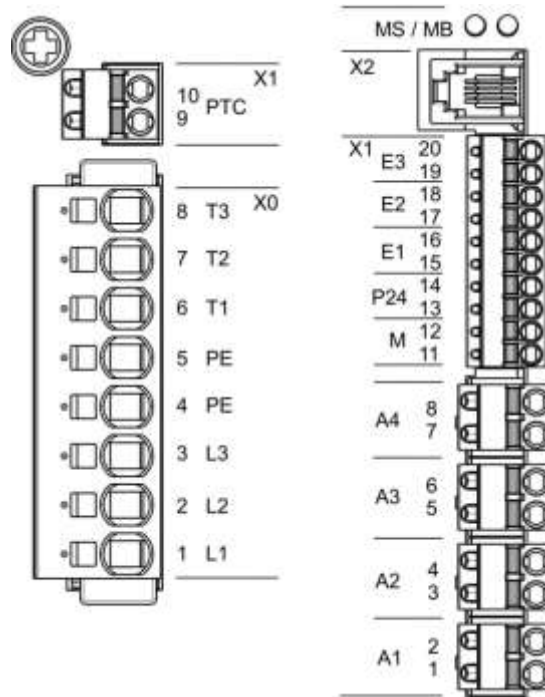 X1
10
9 PTC
X0
8 T3
7 T2
6 T1
5 PE
4 PE
3 L3
2 L2
1 L1
MS / MB
X2
X1
E3 20
19
E2 18
17
E1 16
15
P24 14
13
M 12
11
A4 8
7
A3 6
5
A2 4
3
A1 2
1